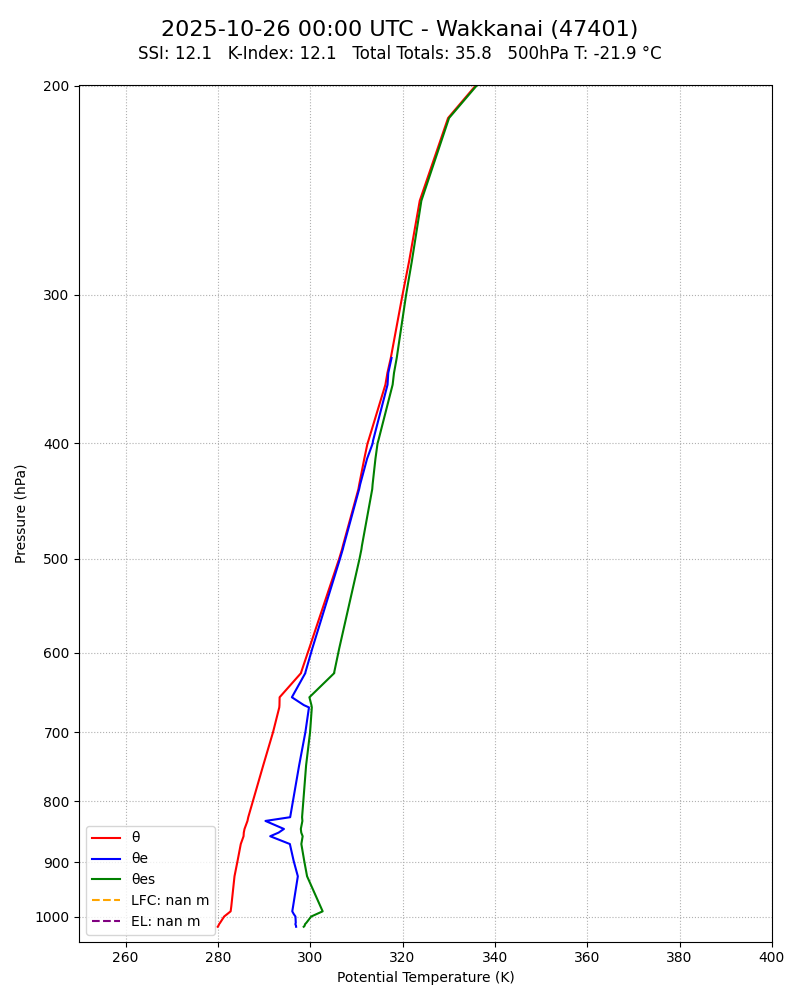 2025-10-26 00:00 UTC - Wakkanai (47401)
SSI: 12.1   K-Index: 12.1   Total Totals: 35.8   500hPa T: -21.9 °C
200
300
400
500
600
700
800
900
1000
Pressure (hPa)
θ
θe
θes
LFC: nan m
EL: nan m
260 280 300 320 340 360 380 400
Potential Temperature (K)